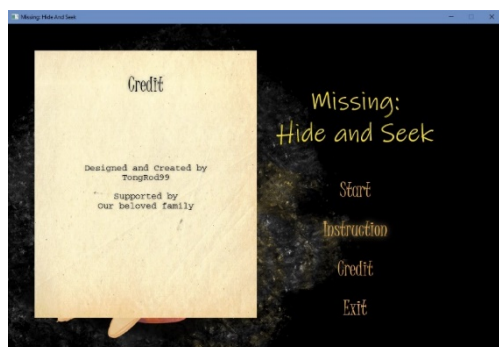 Missing: Hide And Seek
Credit
Designed and Created by
TongRod99
Supported by
Our beloved family
Missing:
Hide and Seek
Start
Instruction
Credit
Exit